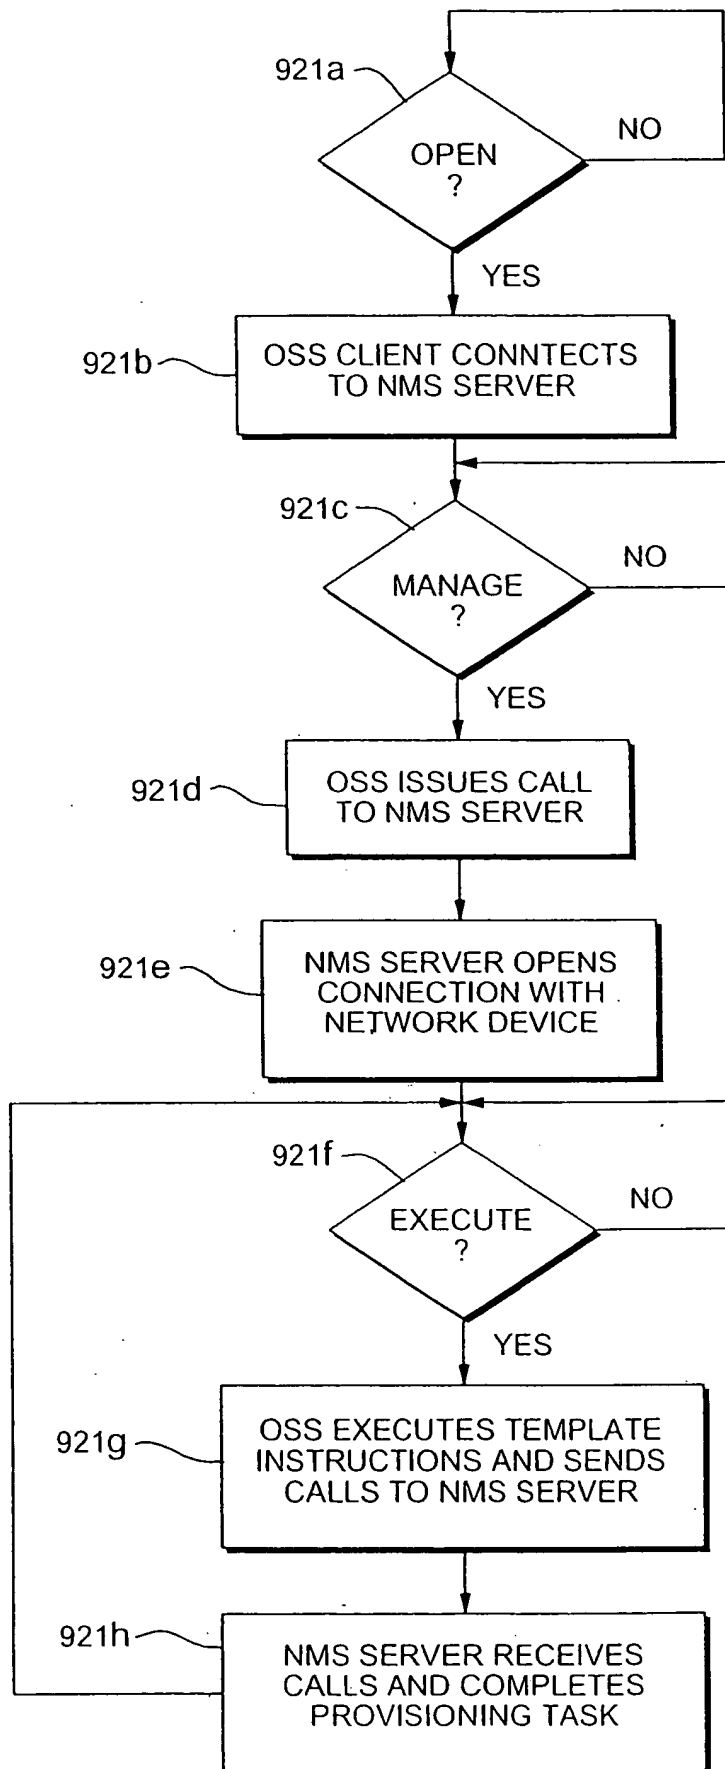 921a
OPEN
?
NO
YES
921b
OSS CLIENT CONNTECTS
TO NMS SERVER
921c
MANAGE
?
NO
YES
921d
OSS ISSUES CALL
TO NMS SERVER
921e
NMS SERVER OPENS
CONNECTION WITH
NETWORK DEVICE
921f
EXECUTE
?
NO
YES
921g
OSS EXECUTES TEMPLATE
INSTRUCTIONS AND SENDS
CALLS TO NMS SERVER
921h
NMS SERVER RECEIVES
CALLS AND COMPLETES
PROVISIONING TASK